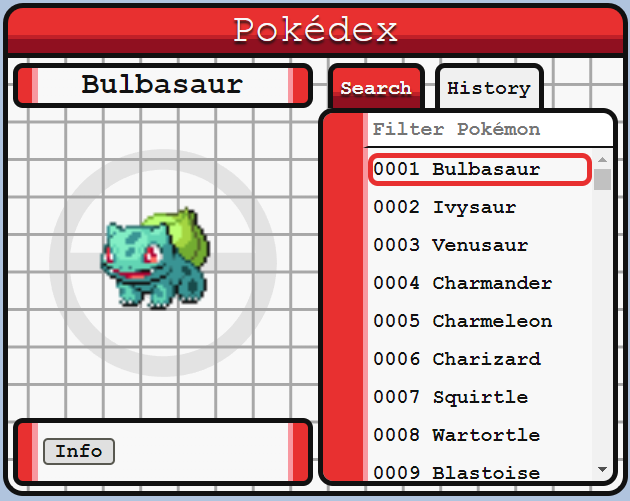 Pokédex
Bulbasaur
Search
History
Filter Pokémon
0001 Bulbasaur
0002 Ivysaur
0003 Venusaur
0004 Charmander
0005 Charmeleon
0006 Charizard
0007 Squirtle
0008 Wartortle
0009 Blastoise
Info